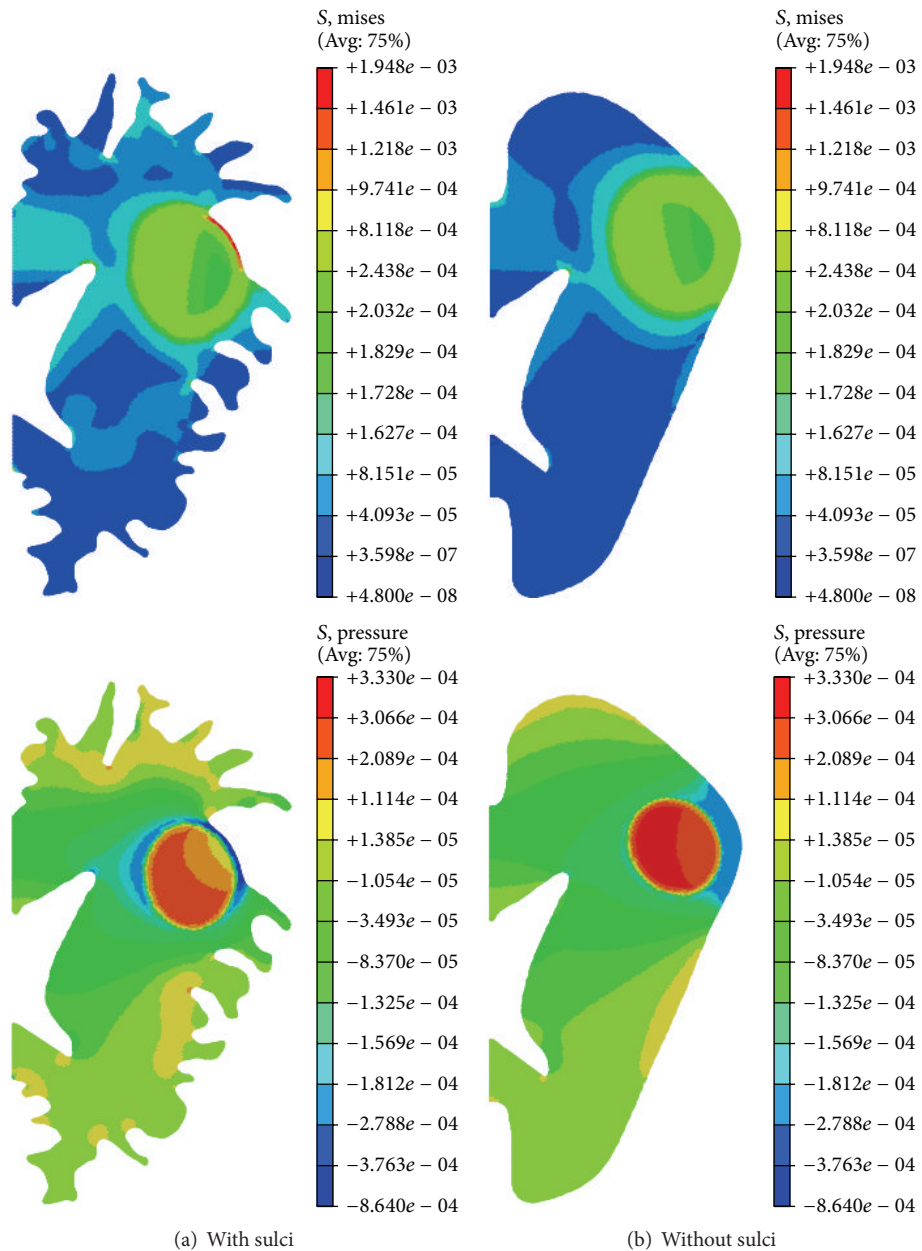 S, mises
(Avg: 75%)
+1.948e − 03
+1.461e − 03
+1.218e − 03
+9.741e − 04
+8.118e − 04
+2.438e − 04
+2.032e − 04
+1.829e − 04
+1.728e − 04
+1.627e − 04
+8.151e − 05
+4.093e − 05
+3.598e − 07
+4.800e − 08
S, mises
(Avg: 75%)
+1.948e − 03
+1.461e − 03
+1.218e − 03
+9.741e − 04
+8.118e − 04
+2.438e − 04
+2.032e − 04
+1.829e − 04
+1.728e − 04
+1.627e − 04
+8.151e − 05
+4.093e − 05
+3.598e − 07
+4.800e − 08
S, pressure
(Avg: 75%)
+3.330e − 04
+3.066e − 04
+2.089e − 04
+1.114e − 04
+1.385e − 05
−1.054e − 05
−3.493e − 05
−8.370e − 05
−1.325e − 04
−1.569e − 04
−1.812e − 04
−2.788e − 04
−3.763e − 04
−8.640e − 04
S, pressure
(Avg: 75%)
+3.330e − 04
+3.066e − 04
+2.089e − 04
+1.114e − 04
+1.385e − 05
−1.054e − 05
−3.493e − 05
−8.370e − 05
−1.325e − 04
−1.569e − 04
−1.812e − 04
−2.788e − 04
−3.763e − 04
−8.640e − 04
(a) With sulci
(b) Without sulci